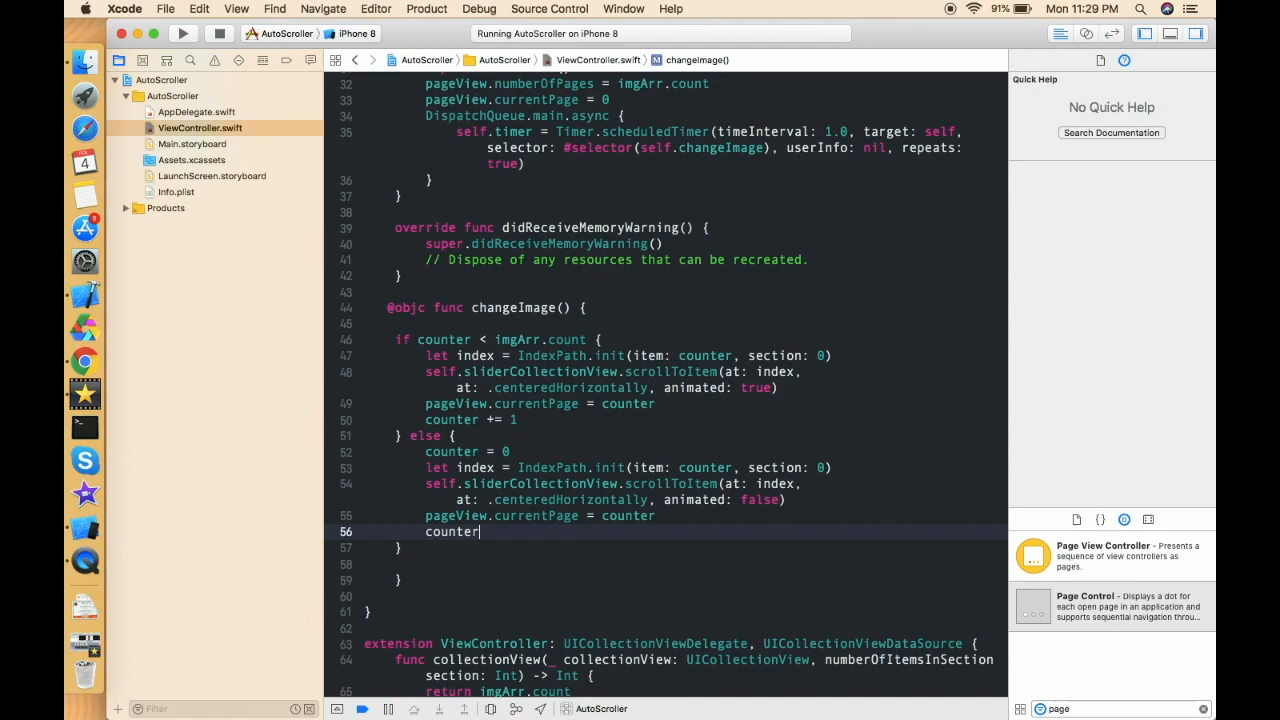 Xcode File Edit View Find Navigate Editor Product Debug Source Control Window Help 91% Mon 11:29 PM
AutoScroller iPhone 8 Running AutoScroller on iPhone 8
AutoScroller AutoScroller ViewController.swift changeImage()
AutoScroller
AutoScroller
AppDelegate.swift
ViewController.swift
Main.storyboard
Assets.xcassets
LaunchScreen.storyboard
Info.plist
Products
Filter
FEB
4
6
32 pageView.numberOfPages = imgArr.count
33 pageView.currentPage = 0
34 DispatchQueue.main.async {
35 self.timer = Timer.scheduledTimer(timeInterval: 1.0, target: self,
selector: #selector(self.changeImage), userInfo: nil, repeats:
true)
36 }
37 }
38
39 override func didReceiveMemoryWarning() {
40 super.didReceiveMemoryWarning()
41 // Dispose of any resources that can be recreated.
42 }
43
44 @objc func changeImage() {
45
46 if counter < imgArr.count {
47 let index = IndexPath.init(item: counter, section: 0)
48 self.sliderCollectionView.scrollToItem(at: index,
at: .centeredHorizontally, animated: true)
49 pageView.currentPage = counter
50 counter += 1
51 } else {
52 counter = 0
53 let index = IndexPath.init(item: counter, section: 0)
54 self.sliderCollectionView.scrollToItem(at: index,
at: .centeredHorizontally, animated: false)
55 pageView.currentPage = counter
56 counter
57 }
58
59 }
60
61 }
62
63 extension ViewController: UICollectionViewDelegate, UICollectionViewDataSource {
64 func collectionView(_ collectionView: UICollectionView, numberOfItemsInSection
section: Int) -> Int {
65 return imgArr.count
AutoScroller
Quick Help
No Quick Help
Search Documentation
Page View Controller - Presents a
sequence of view controllers as
pages.
Page Control - Displays a dot for
each open page in an application and
supports sequential navigation throu...
page